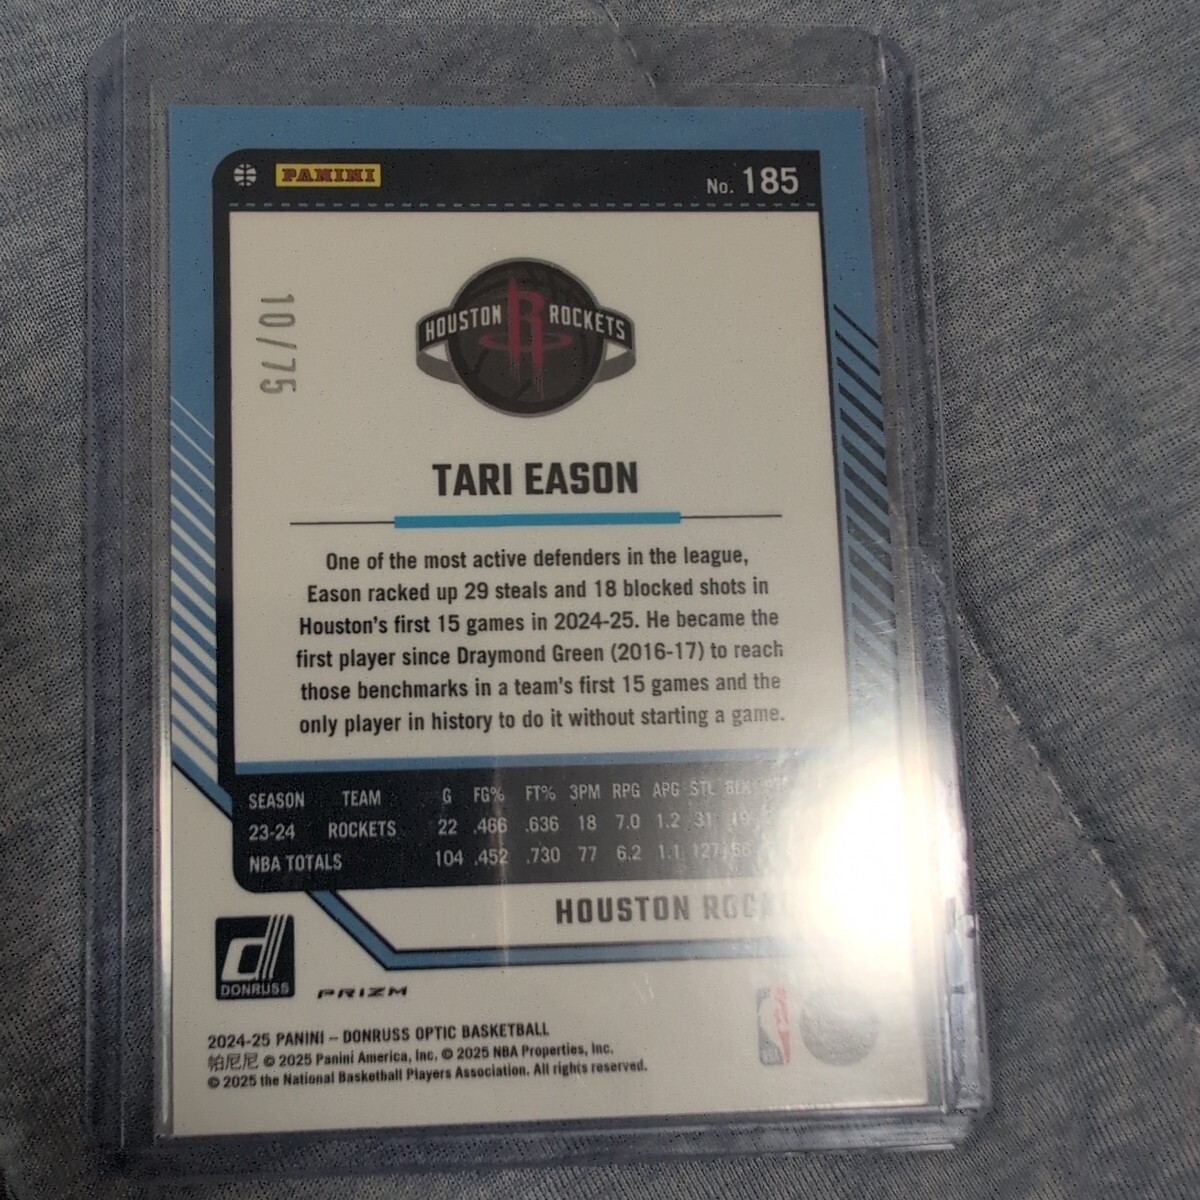 PANINI
No. 185
10/75
HOUSTON R ROCKETS
TARI EASON
One of the most active defenders in the league,
Eason racked up 29 steals and 18 blocked shots in
Houston's first 15 games in 2024-25. He became the
first player since Draymond Green (2016-17) to reach
those benchmarks in a team's first 15 games and the
only player in history to do it without starting a game.
SEASON TEAM G FG% FT% 3PM RPG APG STL BLK
23-24 ROCKETS 22 .466 .636 18 7.0 1.2 31 19
NBA TOTALS 104 .452 .730 77 6.2 1.1 127
HOUSTON
DONRUSS
PRIZM
NBA
2024-25 PANINI – DONRUSS OPTIC BASKETBALL
帕尼尼 © 2025 Panini America, Inc. © 2025 NBA Properties, Inc.
© 2025 the National Basketball Players Association. All rights reserved.